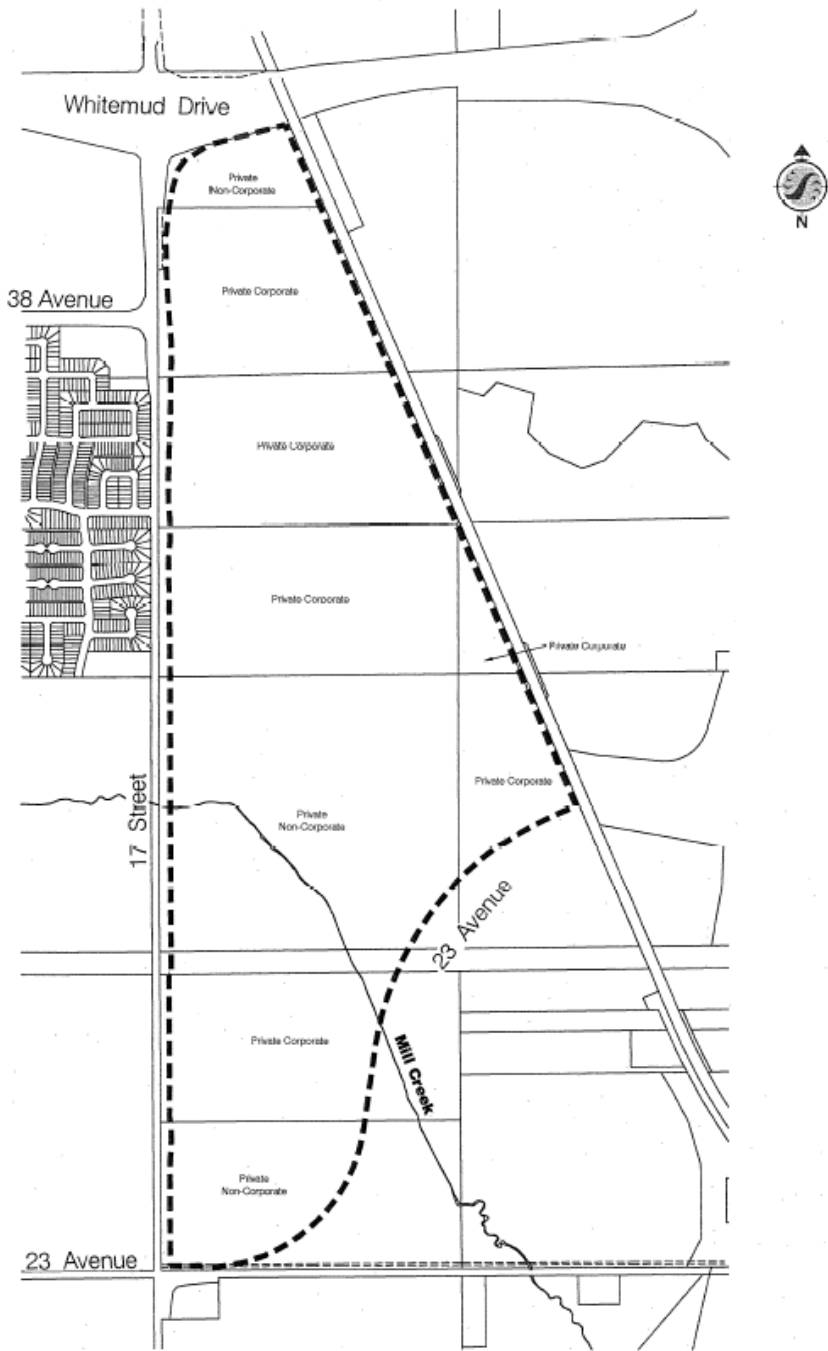 Whitemud Drive
Private
Non-Corporate
N
38 Avenue
Private Corporate
Private Corporate
Private Corporate
Private Corporate
Private Corporate
17 Street
Private
Non-Corporate
23 Avenue
Private Corporate
Mill Creek
Private
Non-Corporate
23 Avenue